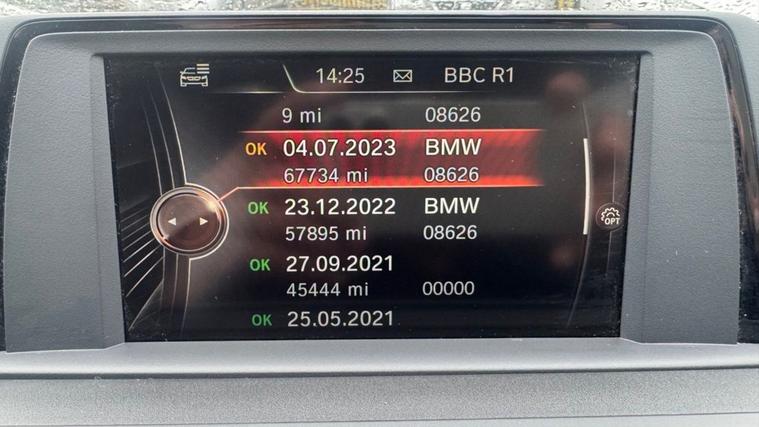 14:25 BBC R1
9 mi 08626
OK 04.07.2023 BMW
67734 mi 08626
OK 23.12.2022 BMW
57895 mi 08626
OK 27.09.2021
45444 mi 00000
OK 25.05.2021
OPT